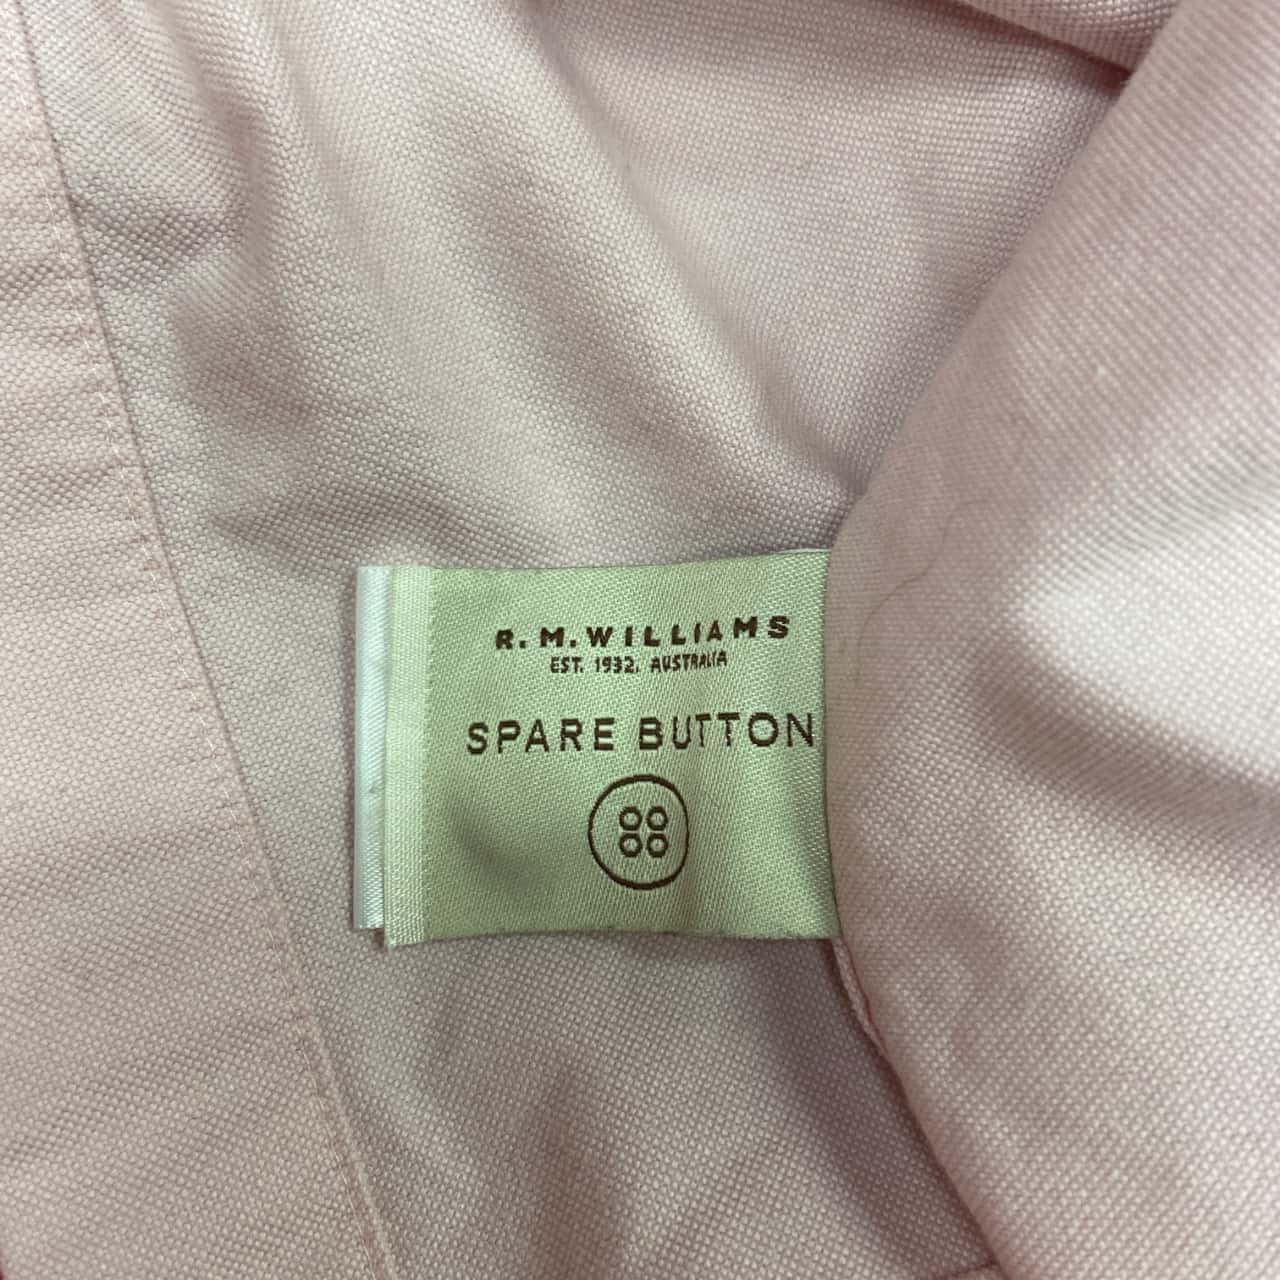 R.M.WILLIAMS
EST. 1932. AUSTRALIA
SPARE BUTTON